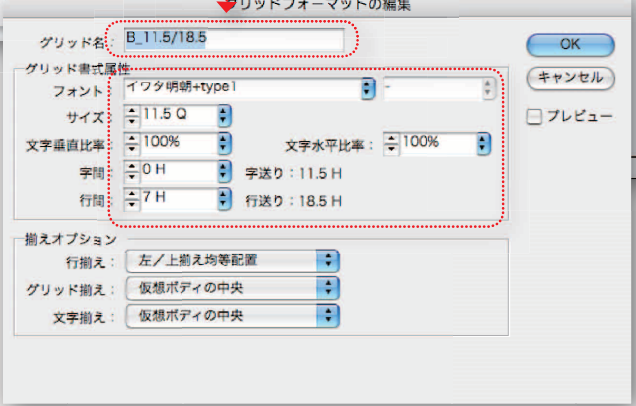 グリッドフォーマットの編集
グリッド名： B_11.5/18.5
OK
キャンセル
プレビュー
グリッド書式属性
フォント： イワタ明朝+type1 -
サイズ： 11.5 Q
文字垂直比率： 100% 文字水平比率： 100%
字間： 0 H 字送り：11.5 H
行間： 7 H 行送り：18.5 H
揃えオプション
行揃え： 左／上揃え均等配置
グリッド揃え： 仮想ボディの中央
文字揃え： 仮想ボディの中央